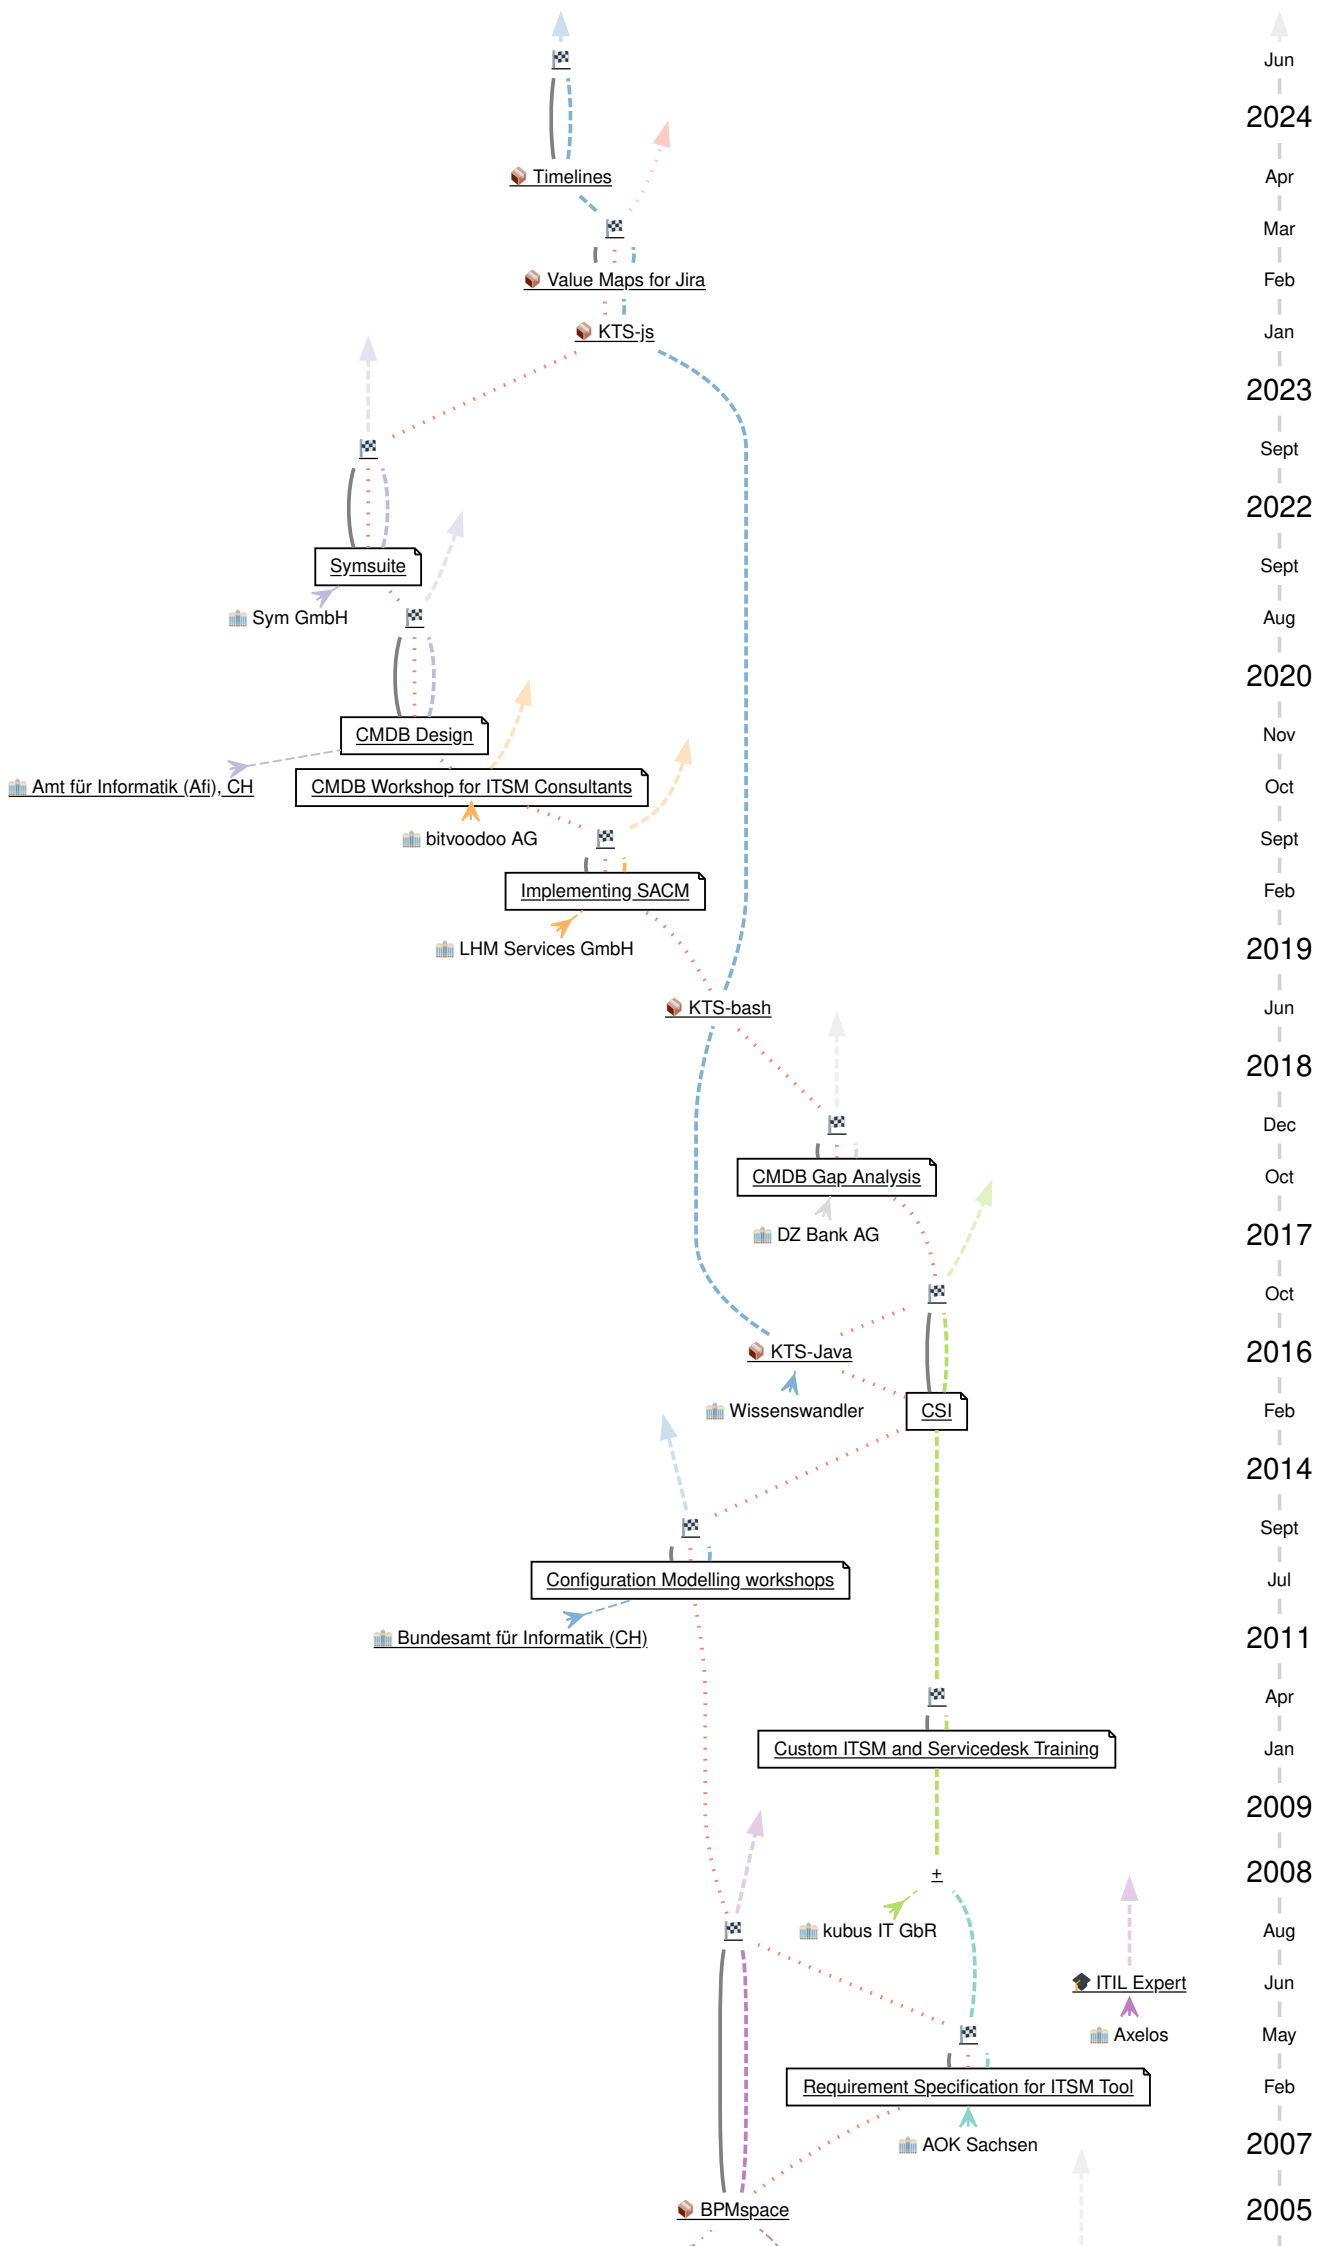 Jun
2024
Timelines
Apr
Mar
Value Maps for Jira
Feb
KTS-js
Jan
2023
Sept
2022
Symsuite
Sept
Sym GmbH
Aug
2020
CMDB Design
Nov
Amt für Informatik (Afi), CH
CMDB Workshop for ITSM Consultants
Oct
bitvoodoo AG
Sept
Implementing SACM
Feb
LHM Services GmbH
2019
KTS-bash
Jun
2018
Dec
CMDB Gap Analysis
Oct
DZ Bank AG
2017
Oct
KTS-Java
2016
Wissenswandler
CSI
Feb
2014
Sept
Configuration Modelling workshops
Jul
Bundesamt für Informatik (CH)
2011
Apr
Custom ITSM and Servicedesk Training
Jan
2009
+
2008
kubus IT GbR
Aug
ITIL Expert
Jun
Axelos
May
Requirement Specification for ITSM Tool
Feb
AOK Sachsen
2007
BPMspace
2005